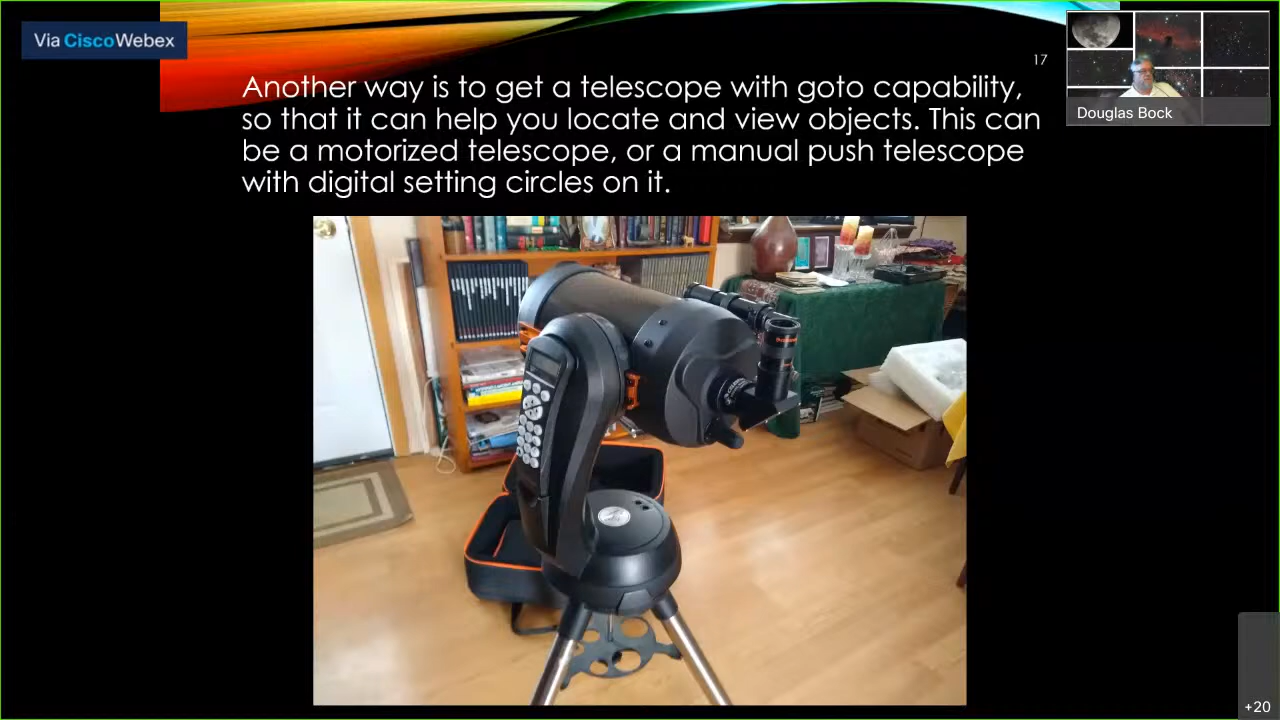 Via Cisco Webex
17
Another way is to get a telescope with goto capability,
so that it can help you locate and view objects. This can
be a motorized telescope, or a manual push telescope
with digital setting circles on it.
Douglas Bock
+20